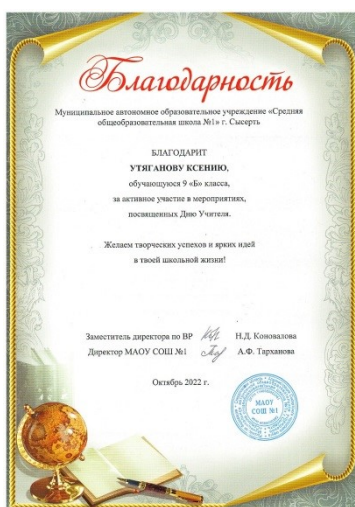 Благодарность
Муниципальное автономное образовательное учреждение «Средняя
общеобразовательная школа №1» г. Сысерть
БЛАГОДАРИТ
УТЯГАНОВУ КСЕНИЮ,
обучающуюся 9 «Б» класса,
за активное участие в мероприятиях,
посвященных Дню Учителя.
Желаем творческих успехов и ярких идей
в твоей школьной жизни!
Заместитель директора по ВР Н.Д. Коновалова
Директор МАОУ СОШ №1 А.Ф. Тарханова
Октябрь 2022 г.
МАОУ
СОШ №1